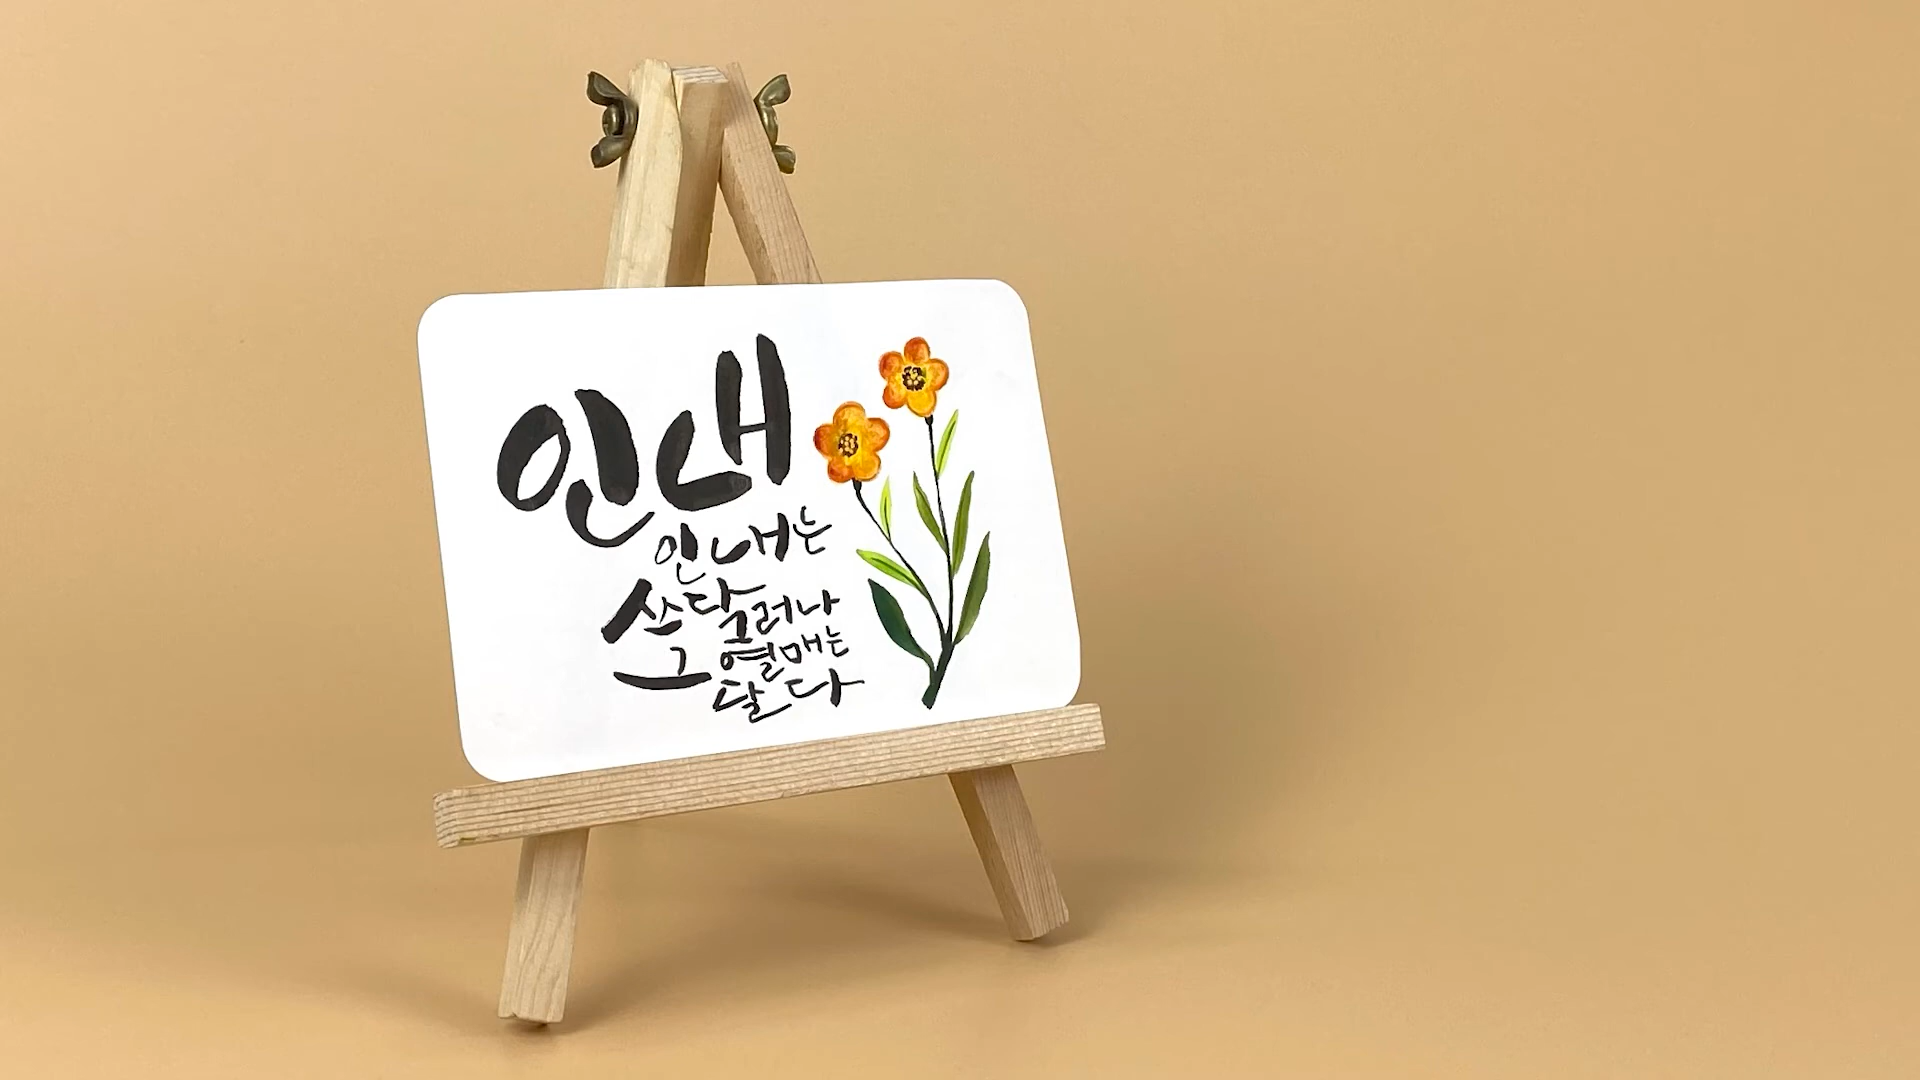 인내
인내는
쓰다 그러나
그 열매는
달다